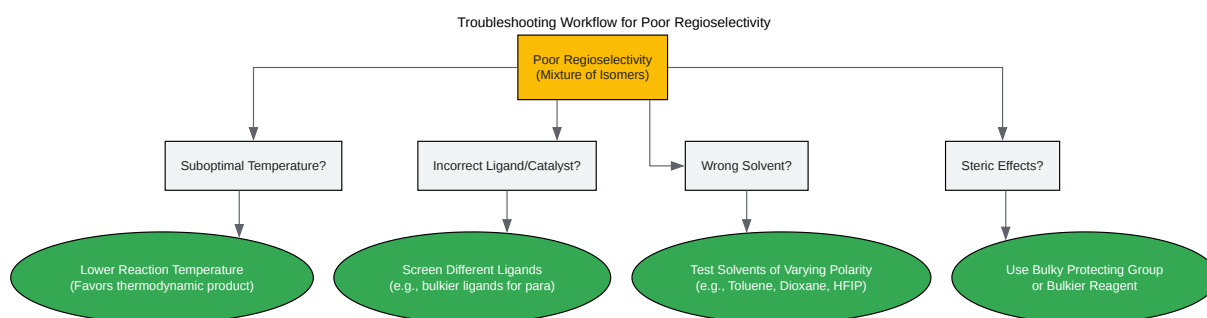 Troubleshooting Workflow for Poor Regioselectivity
Poor Regioselectivity
(Mixture of Isomers)
Suboptimal Temperature?
Incorrect Ligand/Catalyst?
Wrong Solvent?
Steric Effects?
Lower Reaction Temperature
(Favors thermodynamic product)
Screen Different Ligands
(e.g., bulkier ligands for para)
Test Solvents of Varying Polarity
(e.g., Toluene, Dioxane, HFIP)
Use Bulky Protecting Group
or Bulkier Reagent